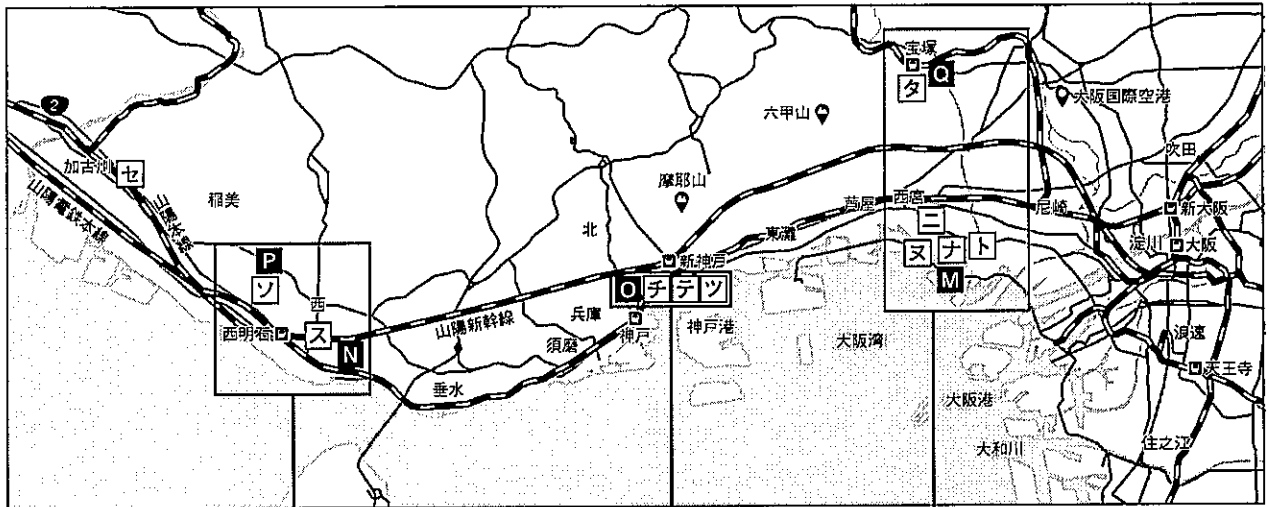 宝塚
Q
タ
大阪国際空港
2
六甲山
吹田
加古川
セ
摩耶山
稲美
山陽電鉄本線
山陽本線
芦屋
西宮
尼崎
新大阪
北
東灘
ニ
淀川
大阪
P
ヌ
ナ
ト
新神戸
M
ソ
O
チ
テ
ツ
西
兵庫
神戸
神戸港
山陽新幹線
西明石
ス
大阪湾
浪速
N
須磨
天王寺
垂水
大阪港
住之江
大和川